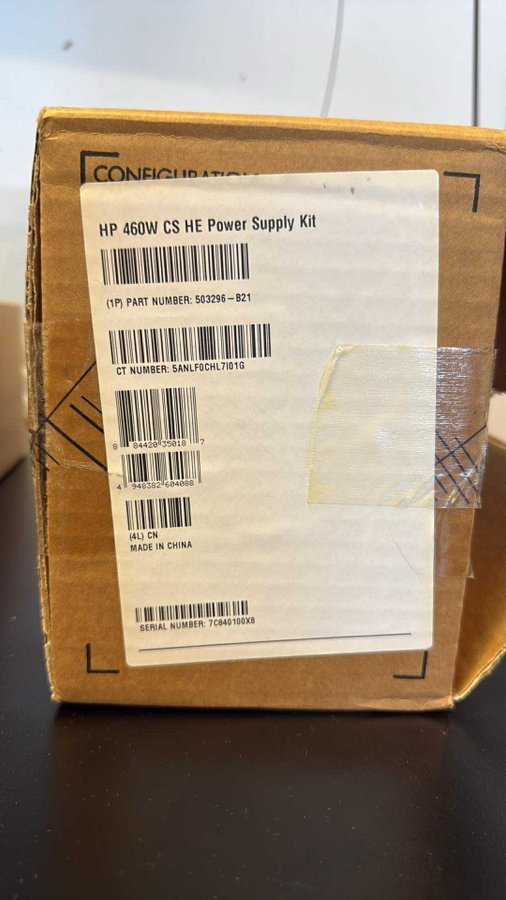 CONFIGURATION
HP 460W CS HE Power Supply Kit
(1P) PART NUMBER: 503296-B21
CT NUMBER: 5ANLF0CHL7I01G
8 84420 35018 7
4 948382 604088
(4L) CN
MADE IN CHINA
SERIAL NUMBER: 7C840100X8